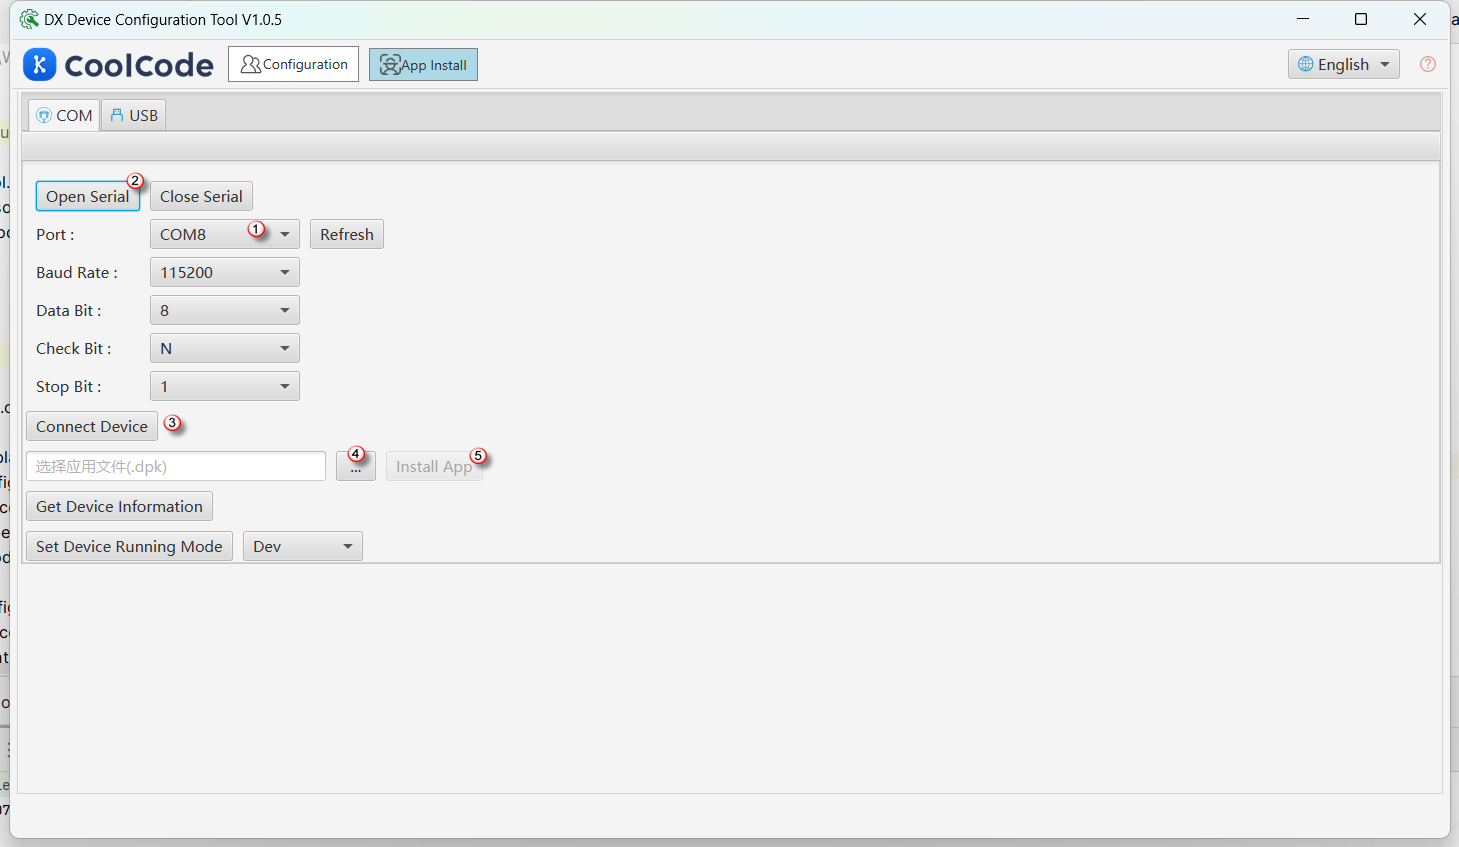 DX Device Configuration Tool V1.0.5
CoolCode
Configuration
App Install
English
COM
USB
Open Serial
2
Close Serial
Port :
COM8
1
Refresh
Baud Rate :
115200
Data Bit :
8
Check Bit :
N
Stop Bit :
1
Connect Device
3
选择应用文件(.dpk)
...
4
Install App
5
Get Device Information
Set Device Running Mode
Dev